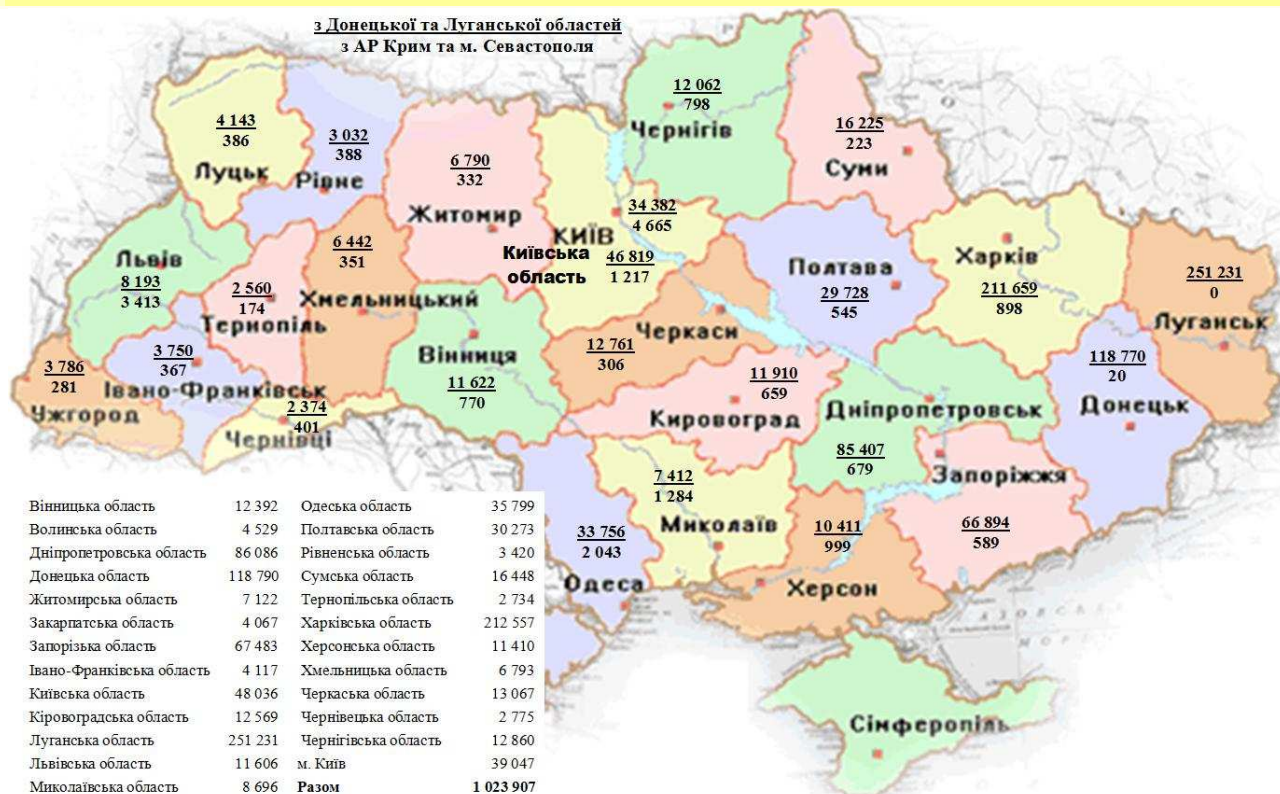 з Донецької та Луганської областей
з АР Крим та м. Севастополя
12 062
798
Чернігів
16 225
223
Суми
4 143
386
Луцьк
3 032
388
Рівне
6 790
332
Житомир
34 382
4 665
КИЇВ
Київська
область
46 819
1 217
Львів
8 193
3 413
6 442
351
Хмельницький
2 560
174
Тернопіль
Полтава
29 728
545
Харків
211 659
898
251 231
0
Луганськ
3 786
281
Ужгород
3 750
367
Івано-Франківськ
2 374
401
Чернівці
Вінниця
11 622
770
Черкаси
12 761
306
11 910
659
Кировоград
Дніпропетровськ
85 407
679
118 770
20
Донецьк
Запоріжжя
66 894
589
7 412
1 284
Миколаїв
33 756
2 043
Одеса
10 411
999
Херсон
АЗОВСЬКЕ
МОРЕ
Сімферопіль
Вінницька область 12 392 Одеська область 35 799
Волинська область 4 529 Полтавська область 30 273
Дніпропетровська область 86 086 Рівненська область 3 420
Донецька область 118 790 Сумська область 16 448
Житомирська область 7 122 Тернопільська область 2 734
Закарпатська область 4 067 Харківська область 212 557
Запорізька область 67 483 Херсонська область 11 410
Івано-Франківська область 4 117 Хмельницька область 6 793
Київська область 48 036 Черкаська область 13 067
Кіровоградська область 12 569 Чернівецька область 2 775
Луганська область 251 231 Чернігівська область 12 860
Львівська область 11 606 м. Київ 39 047
Миколаївська область 8 696 Разом 1 023 907